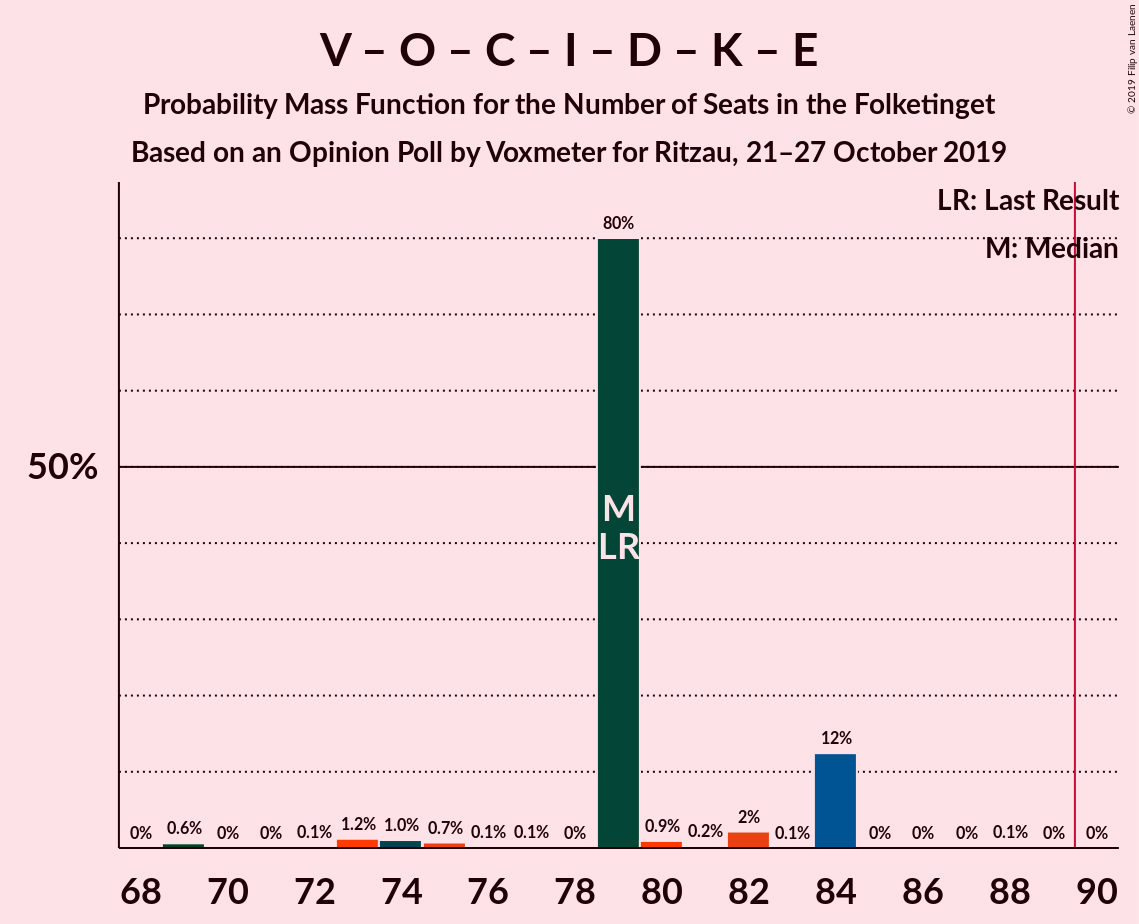 V – O – C – I – D – K – E
Probability Mass Function for the Number of Seats in the Folketinget
Based on an Opinion Poll by Voxmeter for Ritzau, 21–27 October 2019
© 2019 Filip van Laenen
LR: Last Result
M: Median
50%
0% 0.6% 0% 0% 0.1% 1.2% 1.0% 0.7% 0.1% 0.1% 0% 80% 0.9% 0.2% 2% 0.1% 12% 0% 0% 0% 0.1% 0% 0%
M
LR
68 70 72 74 76 78 80 82 84 86 88 90